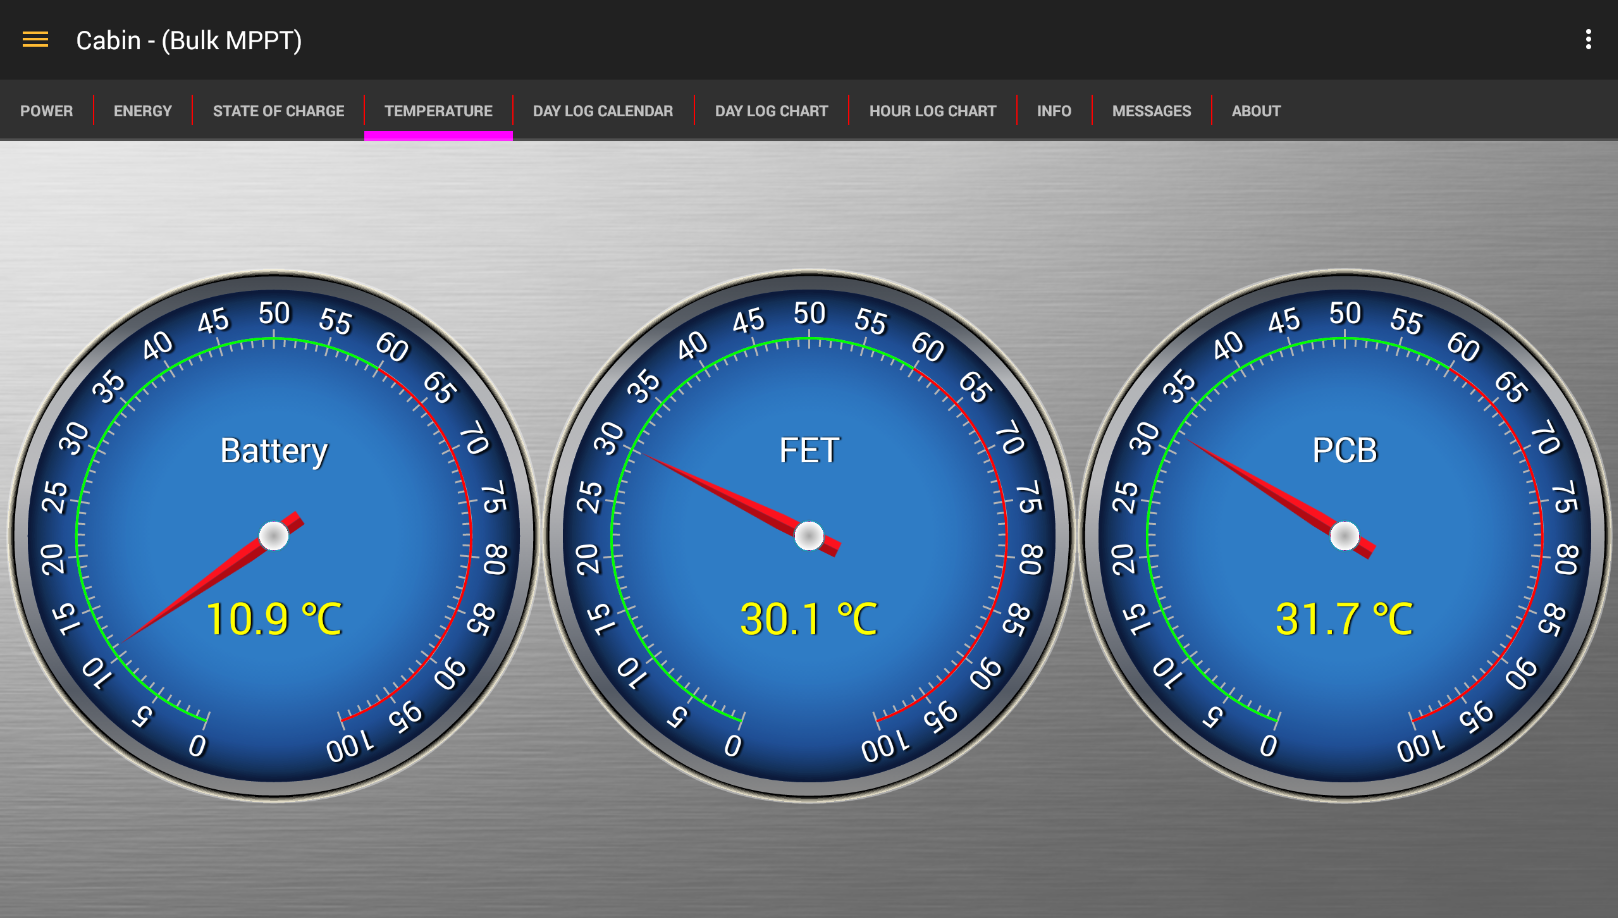 Cabin - (Bulk MPPT)
POWER ENERGY STATE OF CHARGE TEMPERATURE DAY LOG CALENDAR DAY LOG CHART HOUR LOG CHART INFO MESSAGES ABOUT
0 5 10 15 20 25 30 35 40 45 50 55 60 65 70 75 80 85 90 95 100
Battery
10.9 °C
0 5 10 15 20 25 30 35 40 45 50 55 60 65 70 75 80 85 90 95 100
FET
30.1 °C
0 5 10 15 20 25 30 35 40 45 50 55 60 65 70 75 80 85 90 95 100
PCB
31.7 °C